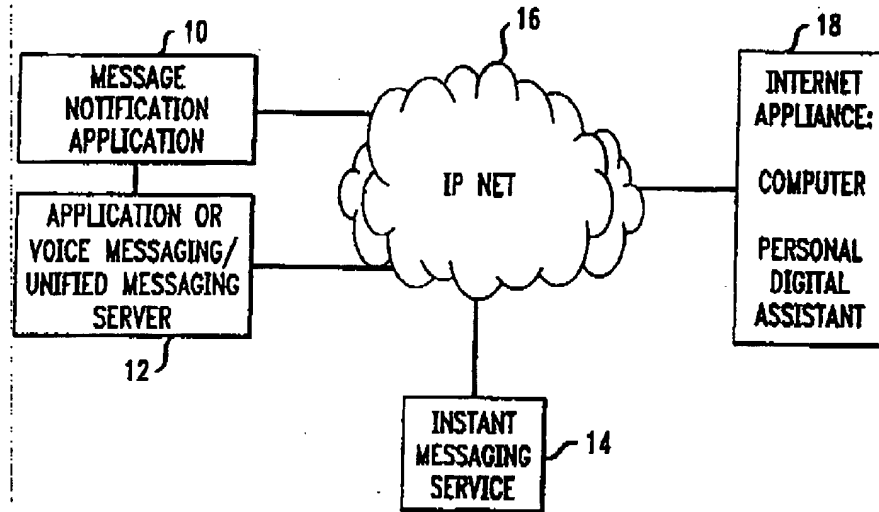 10
MESSAGE
NOTIFICATION
APPLICATION
APPLICATION OR
VOICE MESSAGING/
UNIFIED MESSAGING
SERVER
12
16
IP NET
INSTANT
MESSAGING
SERVICE
14
18
INTERNET
APPLIANCE:
COMPUTER
PERSONAL
DIGITAL
ASSISTANT